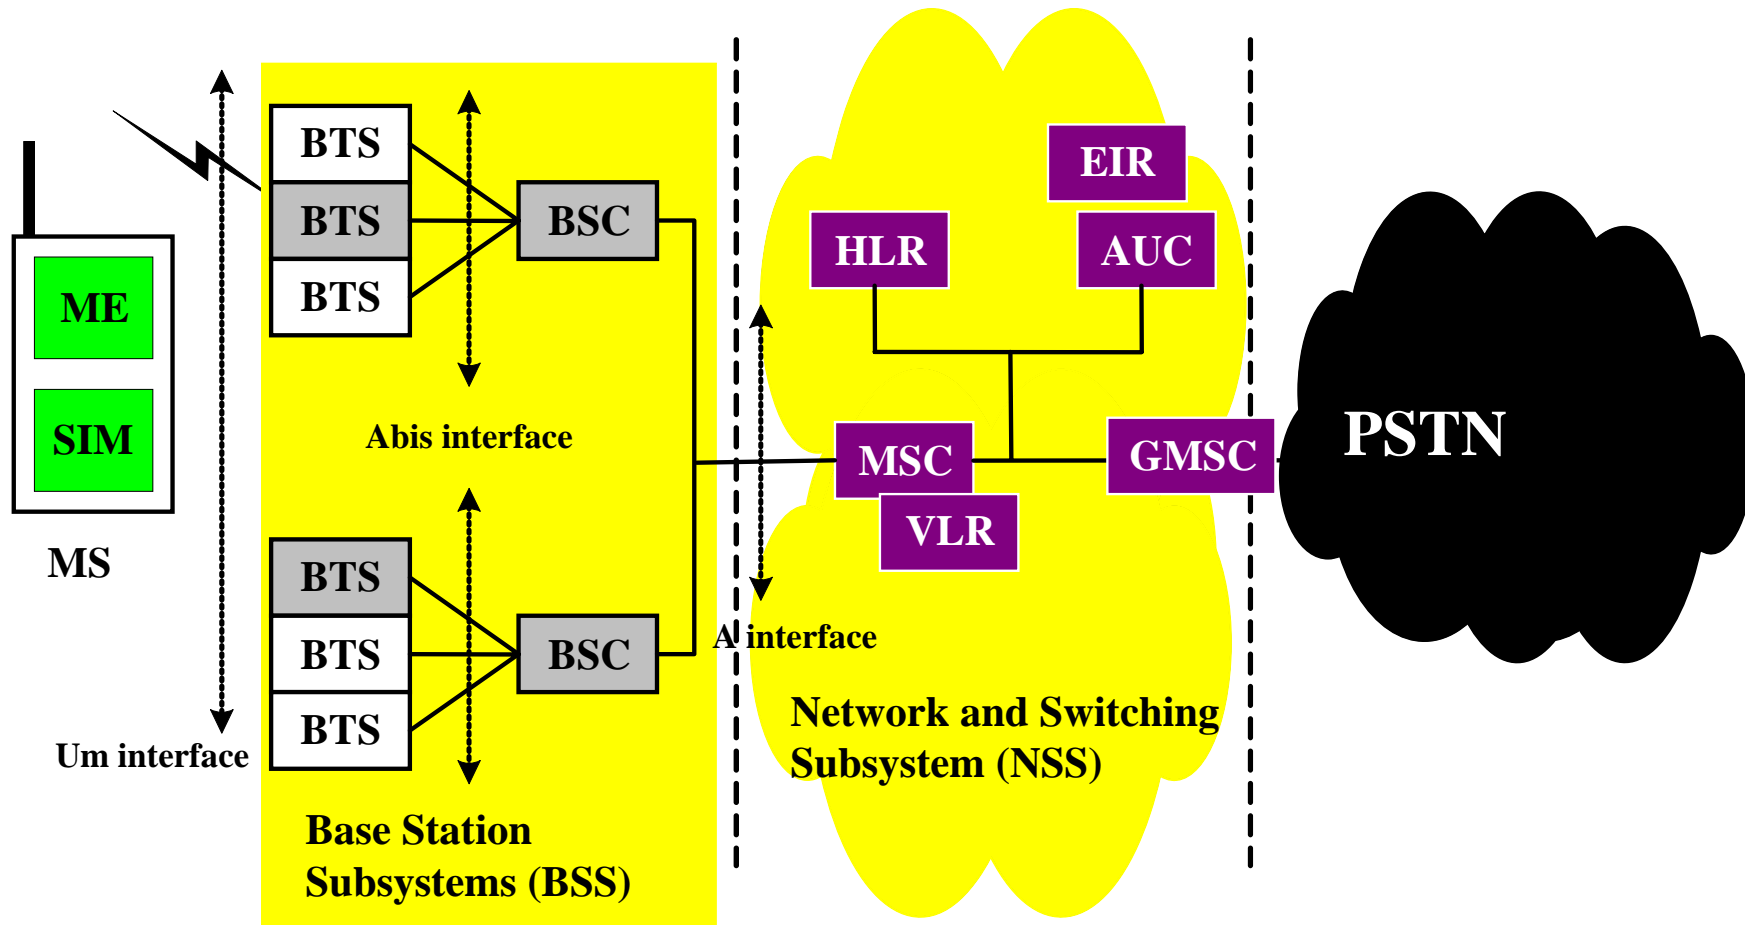 ME
SIM
MS
Um interface
BTS
BTS
BTS
BSC
Abis interface
BTS
BTS
BTS
BSC
Base Station
Subsystems (BSS)
A interface
EIR
HLR
AUC
MSC
GMSC
VLR
Network and Switching
Subsystem (NSS)
PSTN